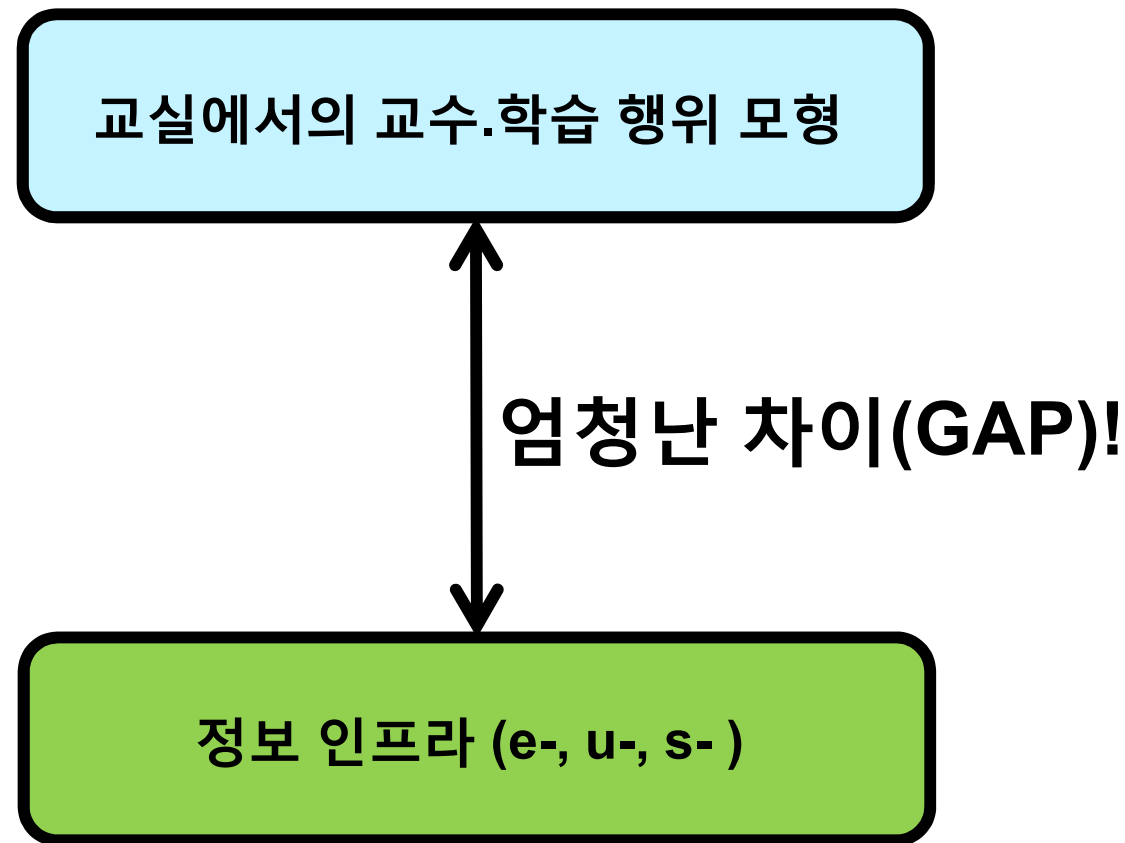 교실에서의 교수.학습 행위 모형
엄청난 차이(GAP)!
정보 인프라 (e-, u-, s- )